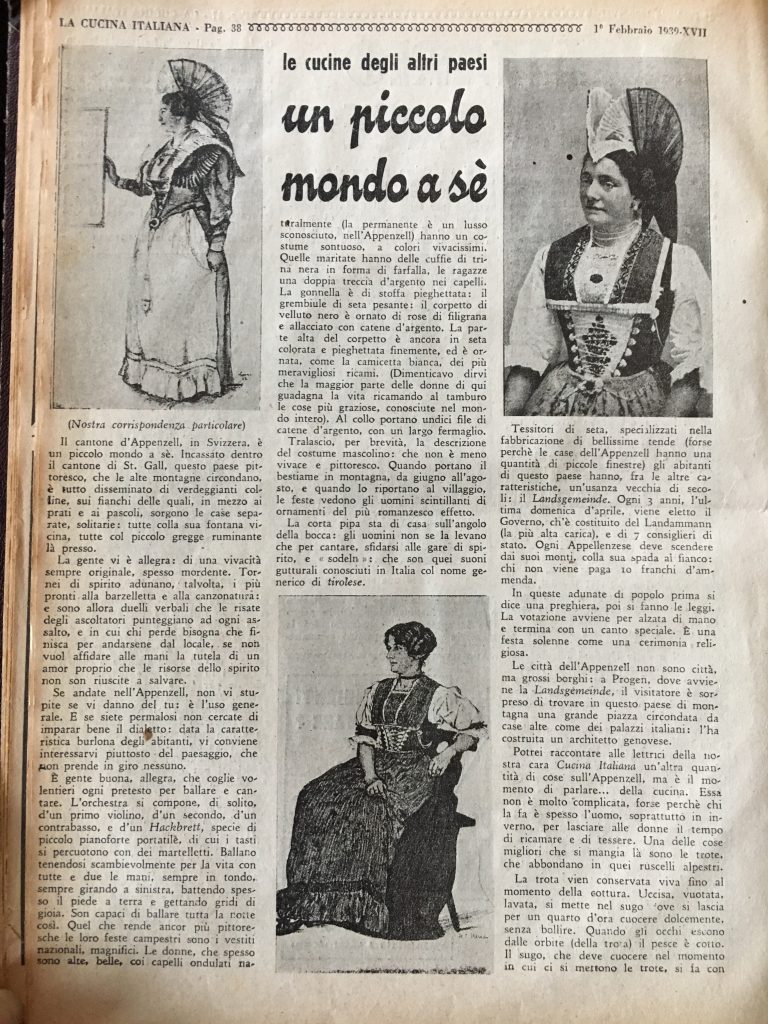 LA CUCINA ITALIANA - Pag. 38
1° Febbraio 1939-XVII
le cucine degli altri paesi
un piccolo
mondo a sè
(Nostra corrispondenza particolare)
Il cantone d'Appenzell, in Svizzera, è
un piccolo mondo a sè. Incassato dentro
il cantone di St. Gall, questo paese pit-
toresco, che le alte montagne circondano,
è tutto disseminato di verdeggianti col-
line, sui fianchi delle quali, in mezzo ai
prati e ai pascoli, sorgono le case sepa-
rate, solitarie: tutte colla sua fontana vi-
cina, tutte col piccolo gregge ruminante
là presso.
La gente vi è allegra: di una vivacità
sempre originale, spesso mordente. Tor-
nei di spirito adunano, talvolta, i più
pronti alla barzelletta e alla canzonatura:
e sono allora duelli verbali che le risate
degli ascoltatori punteggiano ad ogni as-
salto, e in cui chi perde bisogna che fi-
nisca per andarsene dal locale, se non
vuol affidare alle mani la tutela di un
amor proprio che le risorse dello spirito
non son riuscite a salvare.
Se andate nell'Appenzell, non vi stu-
pite se vi danno del tu: è l'uso gene-
rale. E se siete permalosi non cercate di
imparar bene il dialetto: data la caratte-
ristica burlona degli abitanti, vi conviene
interessarvi piuttosto del paesaggio, che
non prende in giro nessuno.
È gente buona, allegra, che coglie vo-
lentieri ogni pretesto per ballare e can-
tare. L'orchestra si compone, di solito,
d'un primo violino, d'un secondo, d'un
contrabasso, e d'un Hackbrett, specie di
piccolo pianoforte portatile, di cui i tasti
si percuotono con dei martelletti. Ballano
tenendosi scambievolmente per la vita con
tutte e due le mani, sempre in tondo,
sempre girando a sinistra, battendo spes-
so il piede a terra e gettando gridi di
gioia. Son capaci di ballare tutta la notte
così. Quel che rende ancor più pittore-
sche le loro feste campestri sono i vestiti
nazionali, magnifici. Le donne, che spesso
sono alte, belle, coi capelli ondulati na-
turalmente (la permanente è un lusso
sconosciuto, nell'Appenzell) hanno un co-
stume sontuoso, a colori vivacissimi.
Quelle maritate hanno delle cuffie di tri-
na nera in forma di farfalla, le ragazze
una doppia treccia d'argento nei capelli.
La gonnella è di stoffa pieghettata: il
grembiule di seta pesante: il corpetto di
velluto nero è ornato di rose di filigrana
e allacciato con catene d'argento. La par-
te alta del corpetto è ancora in seta
colorata e pieghettata finemente, ed è or-
nata, come la camicetta bianca, dei più
meravigliosi ricami. (Dimenticavo dirvi
che la maggior parte delle donne di qui
guadagna la vita ricamando al tamburo
le cose più graziose, conosciute nel mon-
do intero). Al collo portano undici file di
catene d'argento, con un largo fermaglio.
Tralascio, per brevità, la descrizione
del costume mascolino: che non è meno
vivace e pittoresco. Quando portano il
bestiame in montagna, da giugno all'ago-
sto, e quando lo riportano al villaggio,
le feste vedono gli uomini scintillanti di
ornamenti del più romanzesco effetto.
La corta pipa sta di casa sull'angolo
della bocca: gli uomini non se la levano
che per cantare, sfidarsi alle gare di spi-
rito, e « sodeln »: che son quei suoni
gutturali conosciuti in Italia col nome ge-
nerico di tirolese.
Tessitori di seta, specializzati nella
fabbricazione di bellissime tende (forse
perchè le case dell'Appenzell hanno una
quantità di piccole finestre) gli abitanti
di questo paese hanno, fra le altre ca-
ratteristiche, un'usanza vecchia di seco-
li: il Landsgemeinde. Ogni 3 anni, l'ul-
tima domenica d'aprile, viene eletto il
Governo, ch'è costituito del Landammann
(la più alta carica), e di 7 consiglieri di
stato. Ogni Appellenzese deve scendere
dai suoi monti, colla sua spada al fianco:
chi non viene paga 10 franchi d'am-
menda.
In queste adunate di popolo prima si
dice una preghiera, poi si fanno le leggi.
La votazione avviene per alzata di mano
e termina con un canto speciale. È una
festa solenne come una cerimonia reli-
giosa.
Le città dell'Appenzell non sono città,
ma grossi borghi: a Progen, dove avvie-
ne la Landsgemeinde, il visitatore è sor-
preso di trovare in questo paese di mon-
tagna una grande piazza circondata da
case alte come dei palazzi italiani: l'ha
costruita un architetto genovese.
Potrei raccontare alle lettrici della no-
stra cara Cucina Italiana un'altra quan-
tità di cose sull'Appenzell, ma è il mo-
mento di parlare... della cucina. Essa
non è molto complicata, forse perchè chi
la fa è spesso l'uomo, soprattutto in in-
verno, per lasciare alle donne il tempo
di ricamare e di tessere. Una delle cose
migliori che si mangia là sono le trote,
che abbondano in quei ruscelli alpestri.
La trota vien conservata viva fino al
momento della cottura. Uccisa, vuotata,
lavata, si mette nel sugo ove si lascia
per un quarto d'ora cuocere dolcemente,
senza bollire. Quando gli occhi escono
dalle orbite (della trota) il pesce è cotto.
Il sugo, che deve cuocere nel momento
in cui ci si mettono le trote, si fa con